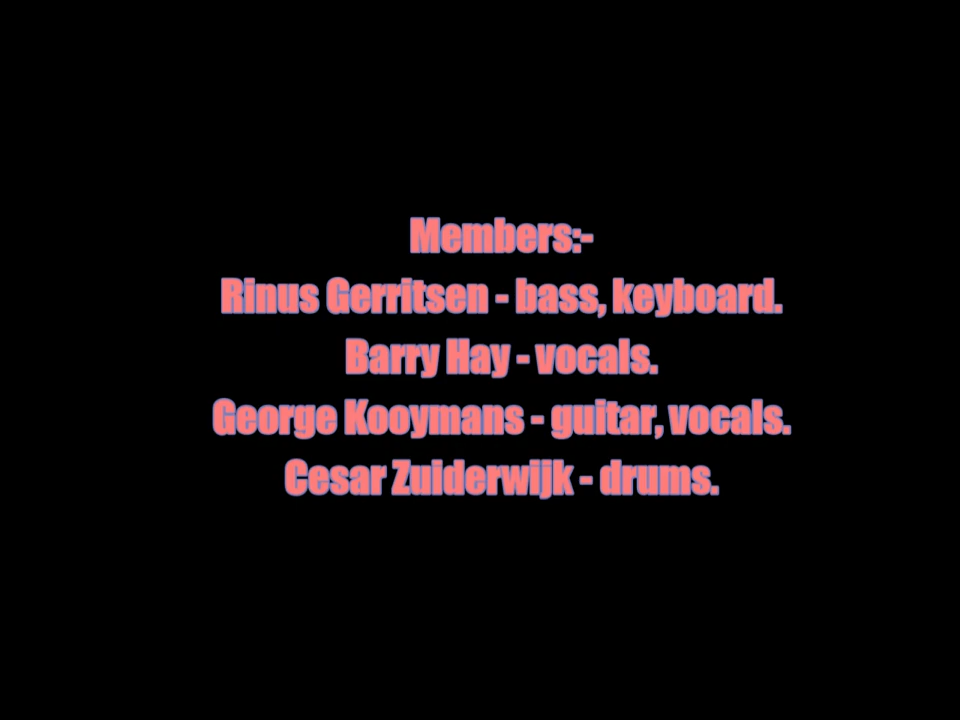 Members:-
Rinus Gerritsen - bass, keyboard.
Barry Hay - vocals.
George Kooymans - guitar, vocals.
Cesar Zuiderwijk - drums.